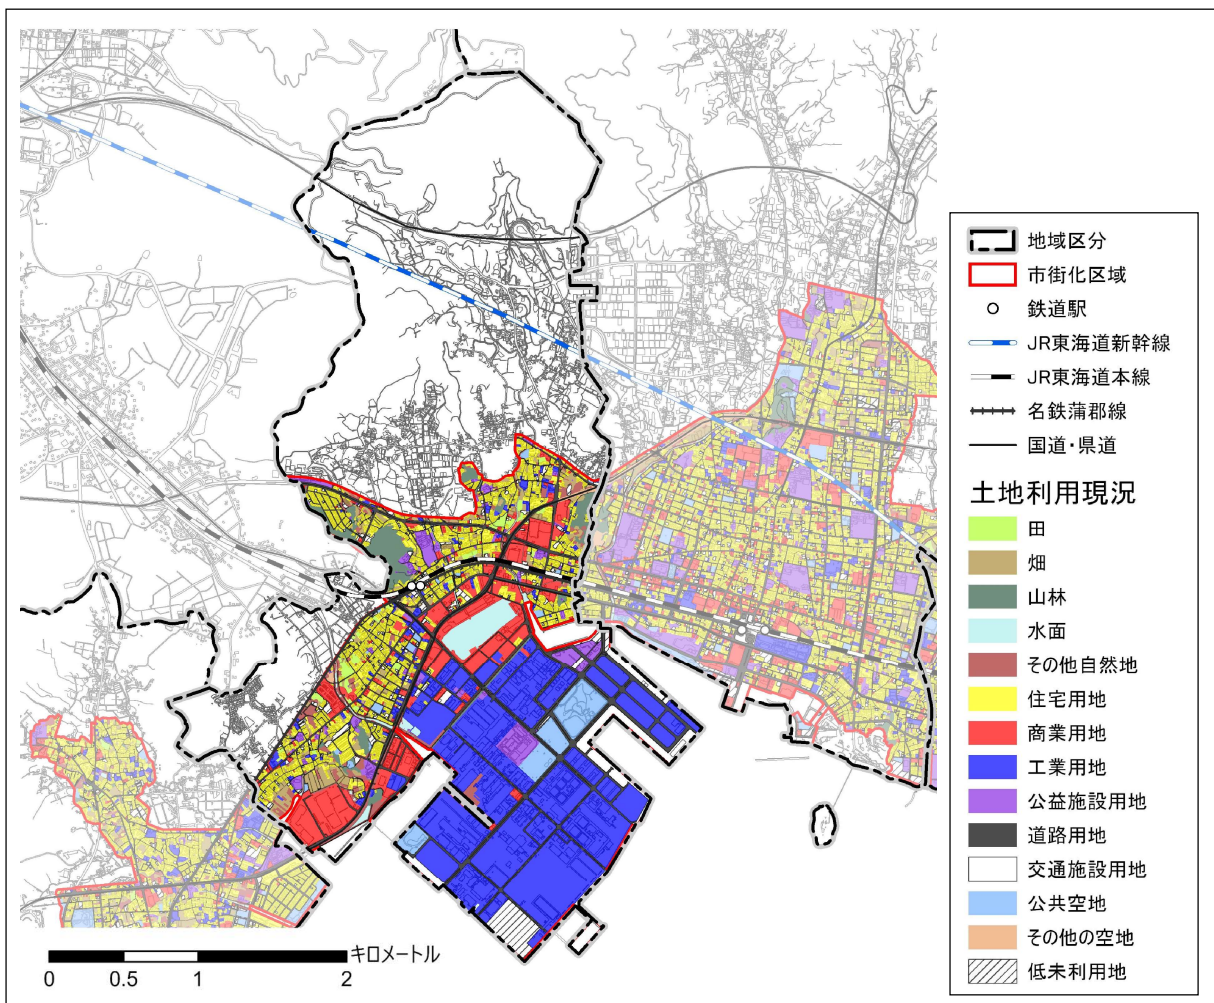 地域区分
市街化区域
鉄道駅
JR東海道新幹線
JR東海道本線
名鉄蒲郡線
国道・県道
土地利用現況
田
畑
山林
水面
その他自然地
住宅用地
商業用地
工業用地
公益施設用地
道路用地
交通施設用地
公共空地
その他の空地
低未利用地
キロメートル
0 0.5 1 2